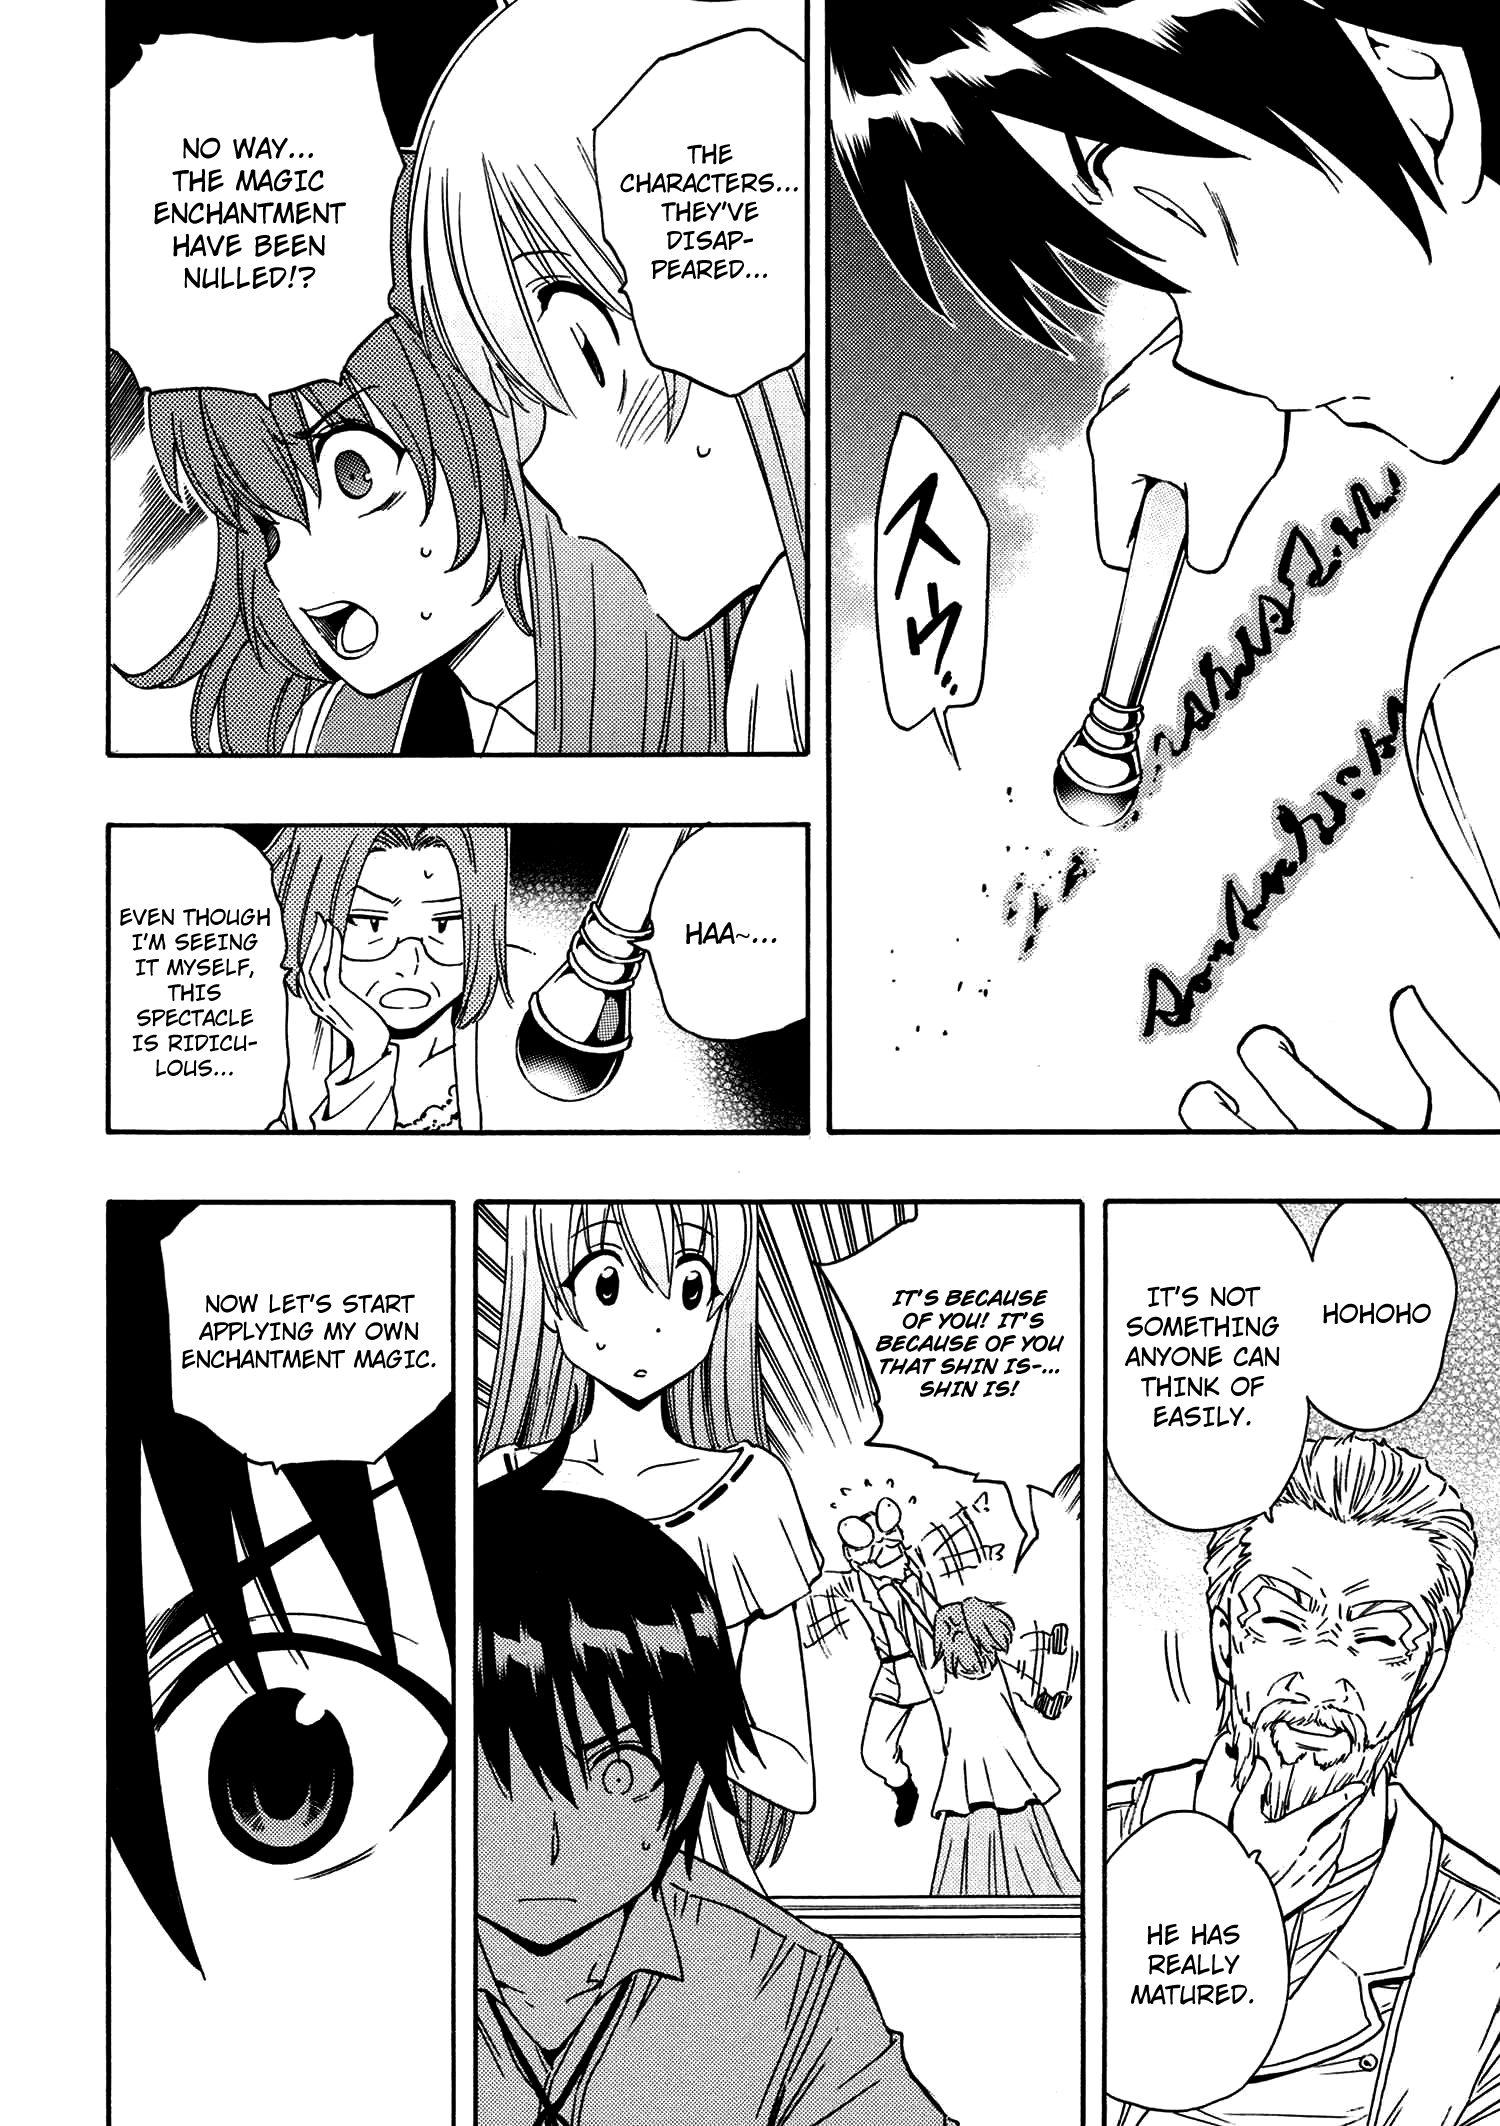 スウ…
THE
CHARACTERS...
THEY'VE
DISAP-
PEARED...
NO WAY...
THE MAGIC
ENCHANTMENT
HAVE BEEN
NULLED!?
HAA~...
EVEN THOUGH
I'M SEEING
IT MYSELF,
THIS
SPECTACLE
IS RIDICU-
LOUS...
HOHOHO
IT'S NOT
SOMETHING
ANYONE CAN
THINK OF
EASILY.
HE HAS
REALLY
MATURED.
IT'S BECAUSE
OF YOU! IT'S
BECAUSE OF YOU
THAT SHIN IS-...
SHIN IS!
NOW LET'S START
APPLYING MY OWN
ENCHANTMENT MAGIC.